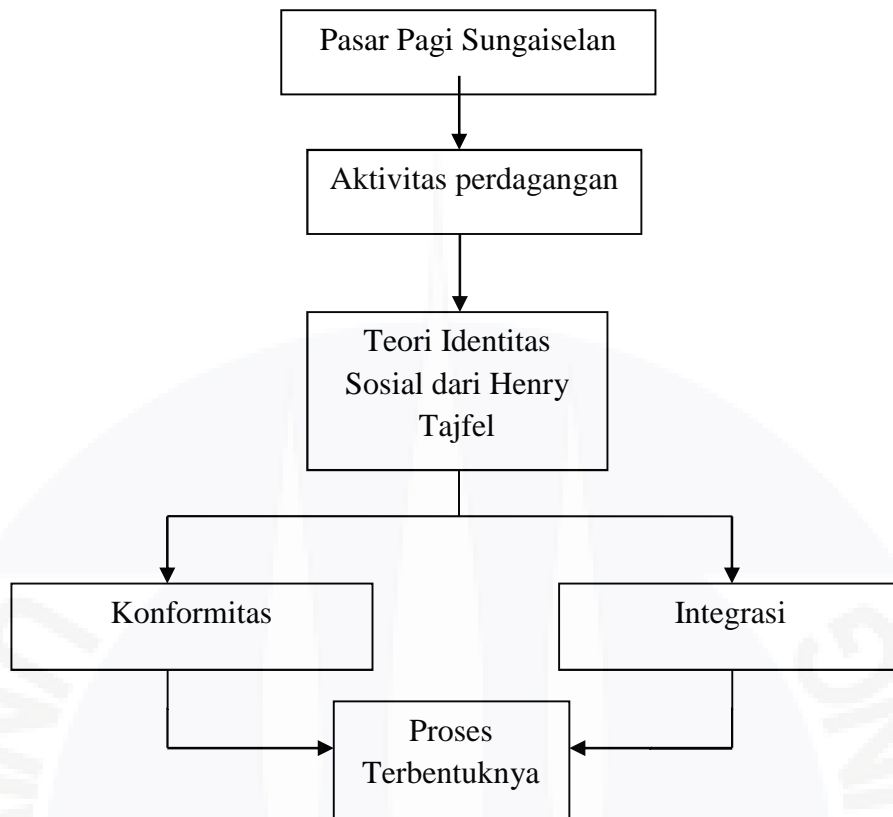 Pasar Pagi Sungaiselan
Aktivitas perdagangan
Teori Identitas
Sosial dari Henry
Tajfel
Konformitas
Integrasi
Proses
Terbentuknya